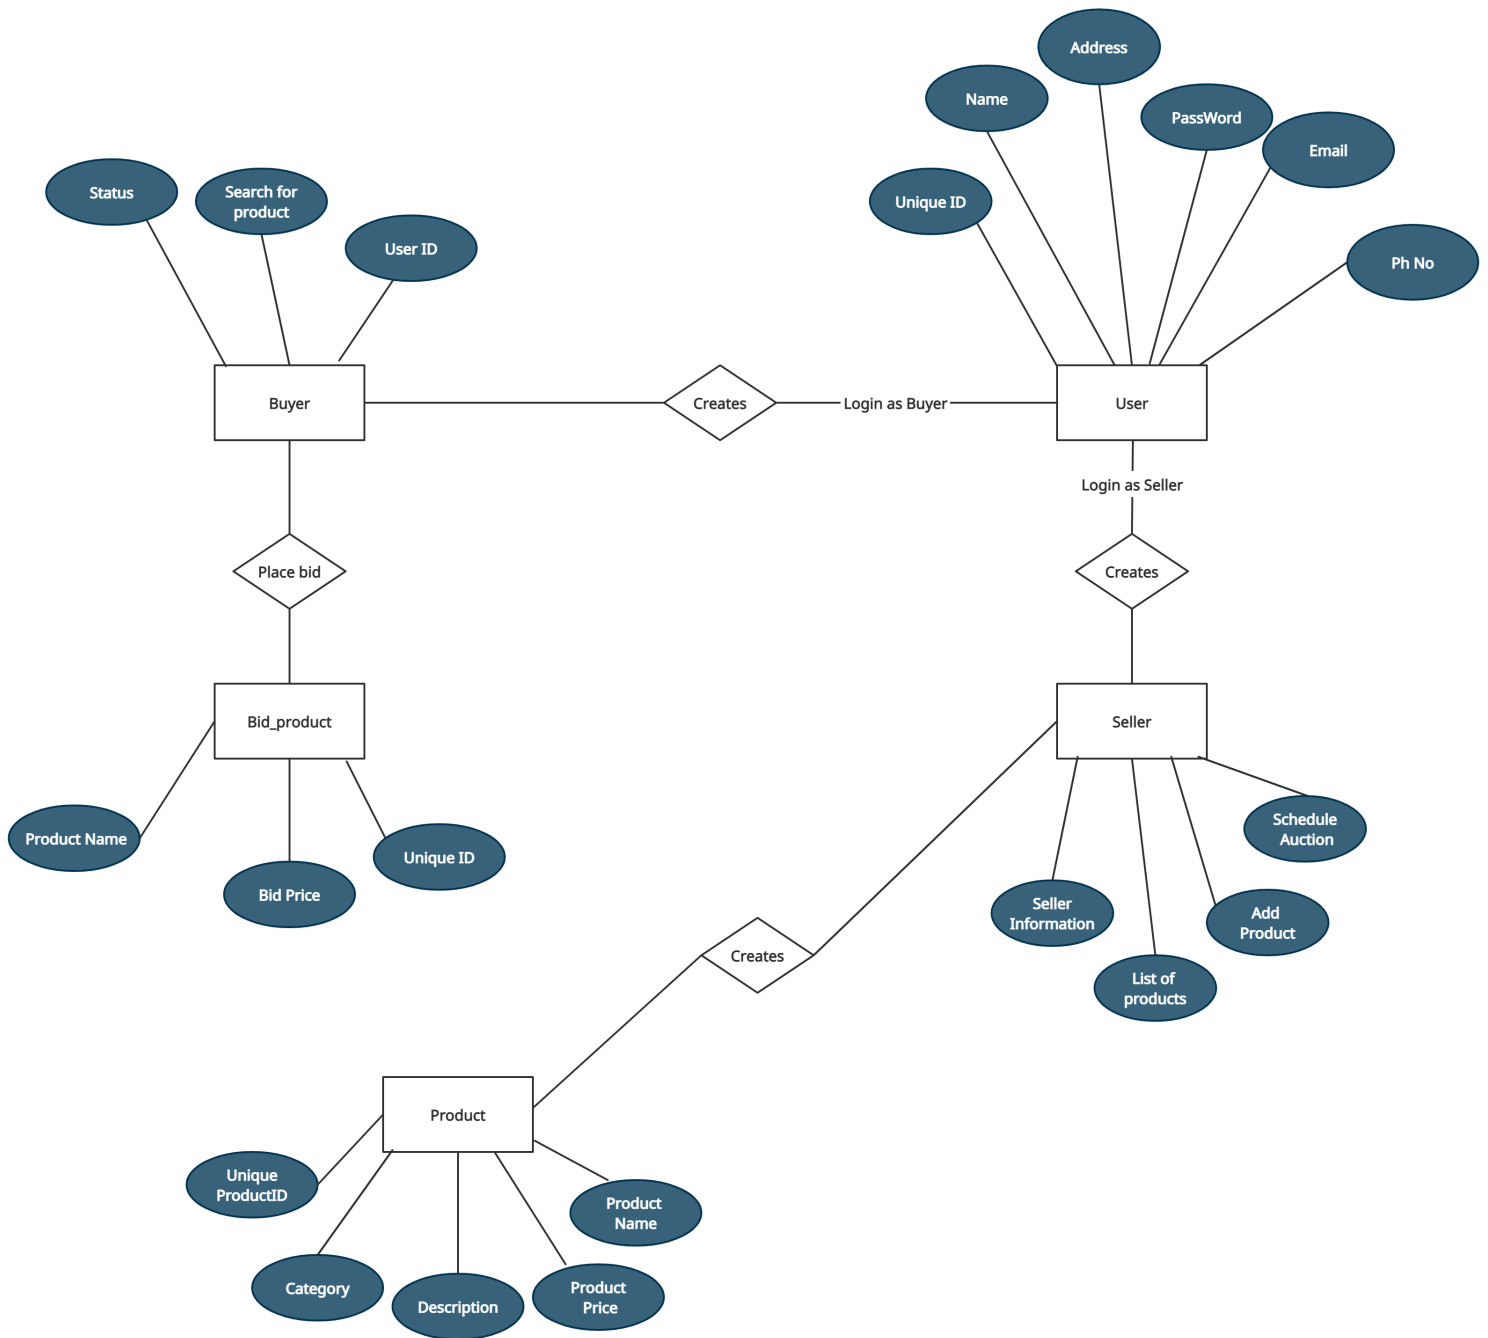 Address
Name
PassWord
Email
Status
Search for
product
Unique ID
User ID
Ph No
Buyer
Creates
Login as Buyer
User
Login as Seller
Place bid
Creates
Bid_product
Seller
Product Name
Bid Price
Unique ID
Schedule
Auction
Seller
Information
Add
Product
List of
products
Creates
Product
Unique
ProductID
Product
Name
Category
Description
Product
Price